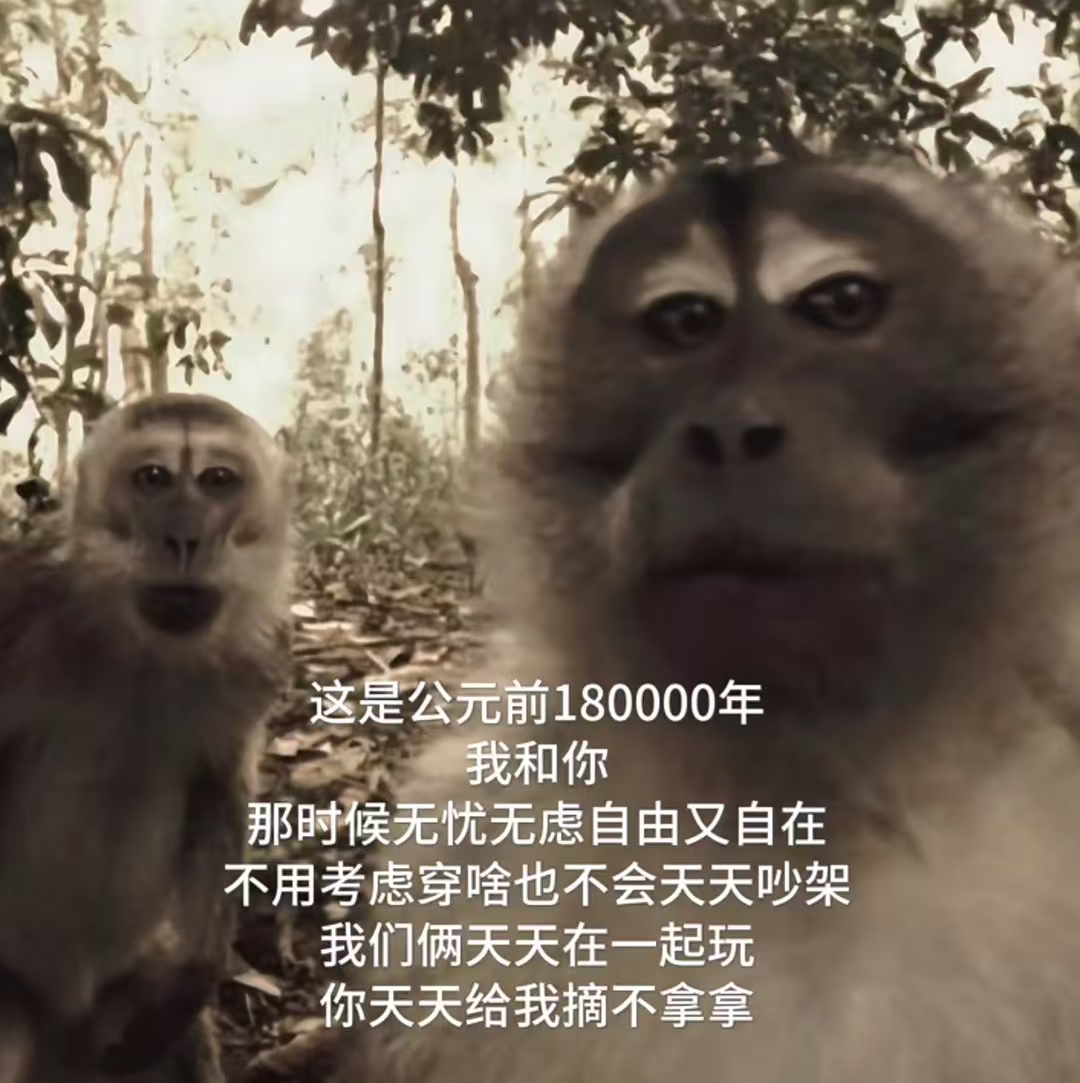 这是公元前180000年
我和你
那时候无忧无虑自由又自在
不用考虑穿啥也不会天天吵架
我们俩天天在一起玩
你天天给我摘不拿拿